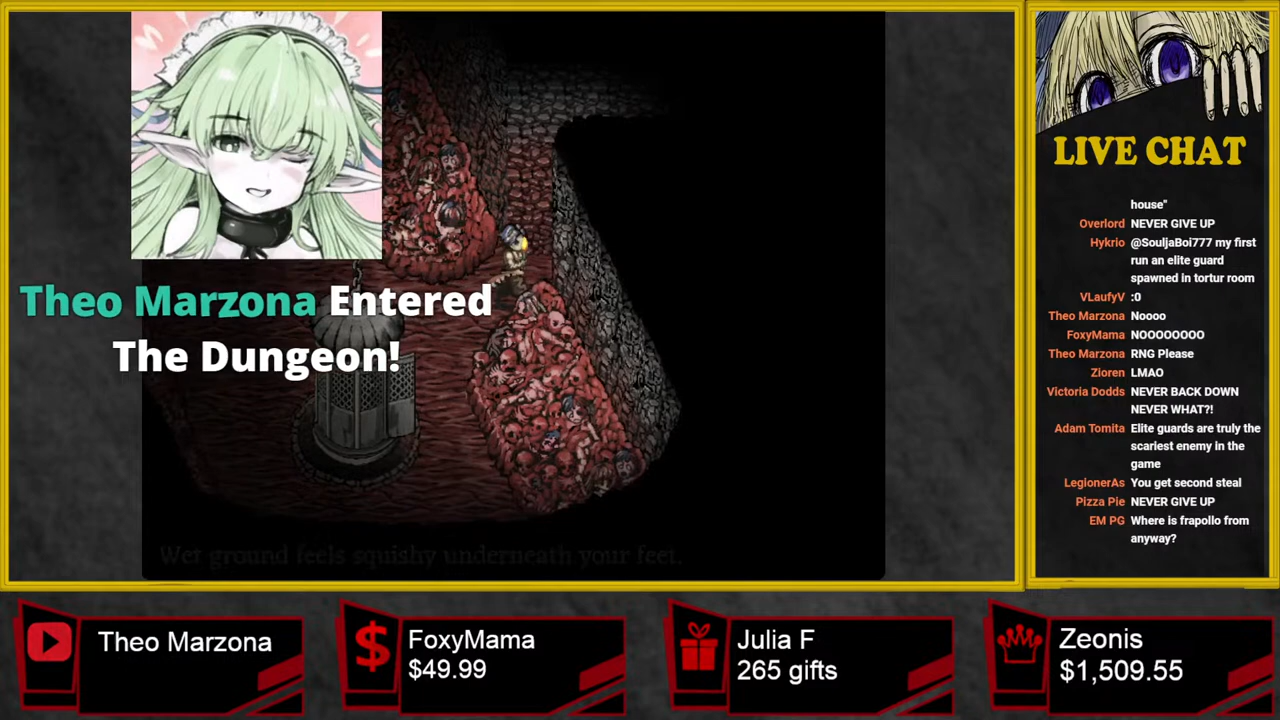 Theo Marzona Entered
The Dungeon!
Wet ground feels squishy underneath your feet.
LIVE CHAT
house"
Overlord NEVER GIVE UP
Hykrio @SouljaBoi777 my first
run an elite guard
spawned in tortur room
VLaufyV :0
Theo Marzona Noooo
FoxyMama NOOOOOOOO
Theo Marzona RNG Please
Zioren LMAO
Victoria Dodds NEVER BACK DOWN
NEVER WHAT?!
Adam Tomita Elite guards are truly the
scariest enemy in the
game
LegionerAs You get second steal
Pizza Pie NEVER GIVE UP
EM PG Where is frapollo from
anyway?
Theo Marzona
$
FoxyMama
$49.99
Julia F
265 gifts
Zeonis
$1,509.55